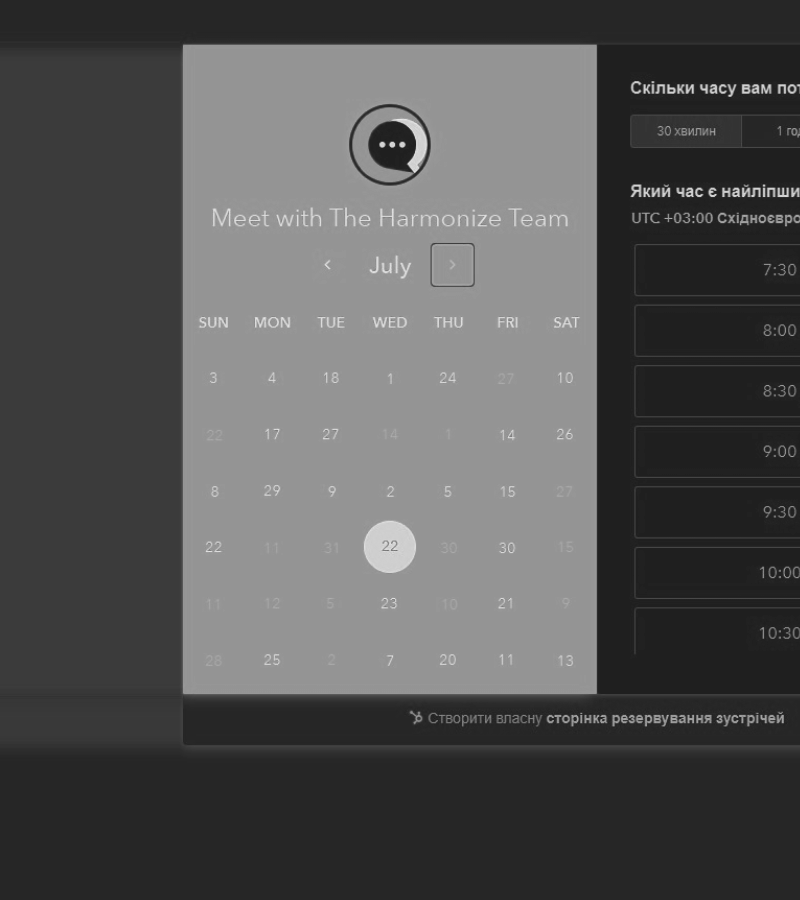 Meet with The Harmonize Team
July
SUN MON TUE WED THU FRI SAT
3 4 18 1 24 27 10
22 17 27 14 1 14 26
8 29 9 2 5 15 27
22 11 31 22 30 30 15
11 12 5 23 10 21 9
28 25 2 7 20 11 13
Скільки часу вам
30 хвилин 1
Який час є
UTC +03:00
7:30
8:00
8:30
9:00
9:30
10:00
10:30
Створити власну сторінка резервування зустрічей